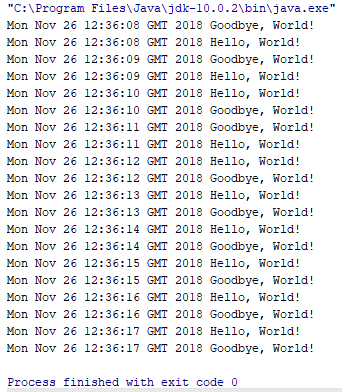 "C:\Program Files\Java\jdk-10.0.2\bin\java.exe"
Mon Nov 26 12:36:08 GMT 2018 Goodbye, World!
Mon Nov 26 12:36:08 GMT 2018 Hello, World!
Mon Nov 26 12:36:09 GMT 2018 Goodbye, World!
Mon Nov 26 12:36:09 GMT 2018 Hello, World!
Mon Nov 26 12:36:10 GMT 2018 Hello, World!
Mon Nov 26 12:36:10 GMT 2018 Goodbye, World!
Mon Nov 26 12:36:11 GMT 2018 Goodbye, World!
Mon Nov 26 12:36:11 GMT 2018 Hello, World!
Mon Nov 26 12:36:12 GMT 2018 Hello, World!
Mon Nov 26 12:36:12 GMT 2018 Goodbye, World!
Mon Nov 26 12:36:13 GMT 2018 Hello, World!
Mon Nov 26 12:36:13 GMT 2018 Goodbye, World!
Mon Nov 26 12:36:14 GMT 2018 Hello, World!
Mon Nov 26 12:36:14 GMT 2018 Goodbye, World!
Mon Nov 26 12:36:15 GMT 2018 Hello, World!
Mon Nov 26 12:36:15 GMT 2018 Goodbye, World!
Mon Nov 26 12:36:16 GMT 2018 Hello, World!
Mon Nov 26 12:36:16 GMT 2018 Goodbye, World!
Mon Nov 26 12:36:17 GMT 2018 Hello, World!
Mon Nov 26 12:36:17 GMT 2018 Goodbye, World!
Process finished with exit code 0